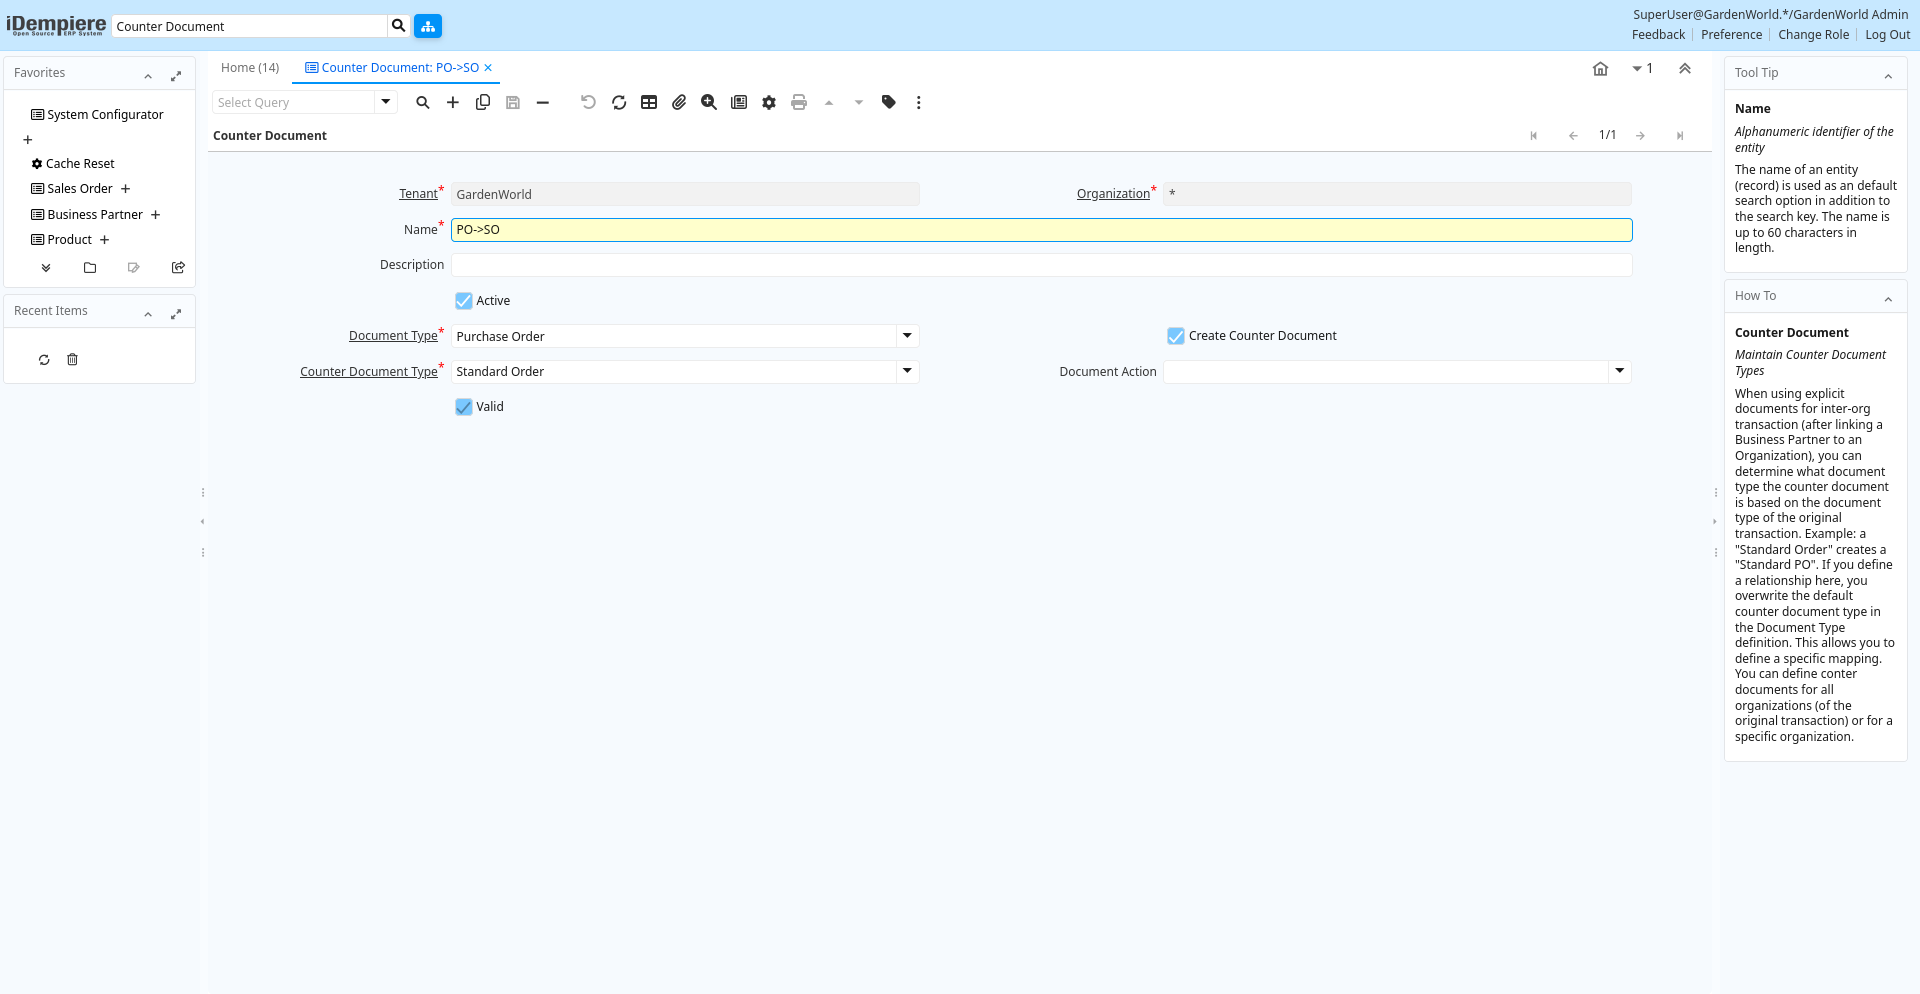 iDempiere
Open Source ERP System
Counter Document
SuperUser@GardenWorld.*/GardenWorld Admin
Feedback
Preference
Change Role
Log Out
Favorites
System Configurator
Cache Reset
Sales Order
Business Partner
Product
Recent Items
Home (14)
Counter Document: PO->SO
1
Select Query
Counter Document
1/1
Tenant*
GardenWorld
Organization*
*
Name*
PO->SO
Description
Active
Document Type*
Purchase Order
Create Counter Document
Counter Document Type*
Standard Order
Document Action
Valid
Tool Tip
Name
Alphanumeric identifier of the
entity
The name of an entity
(record) is used as an default
search option in addition to
the search key. The name is
up to 60 characters in
length.
How To
Counter Document
Maintain Counter Document
Types
When using explicit
documents for inter-org
transaction (after linking a
Business Partner to an
Organization), you can
determine what document
type the counter document
is based on the document
type of the original
transaction. Example: a
"Standard Order" creates a
"Standard PO". If you define
a relationship here, you
overwrite the default
counter document type in
the Document Type
definition. This allows you to
define a specific mapping.
You can define conter
documents for all
organizations (of the
original transaction) or for a
specific organization.